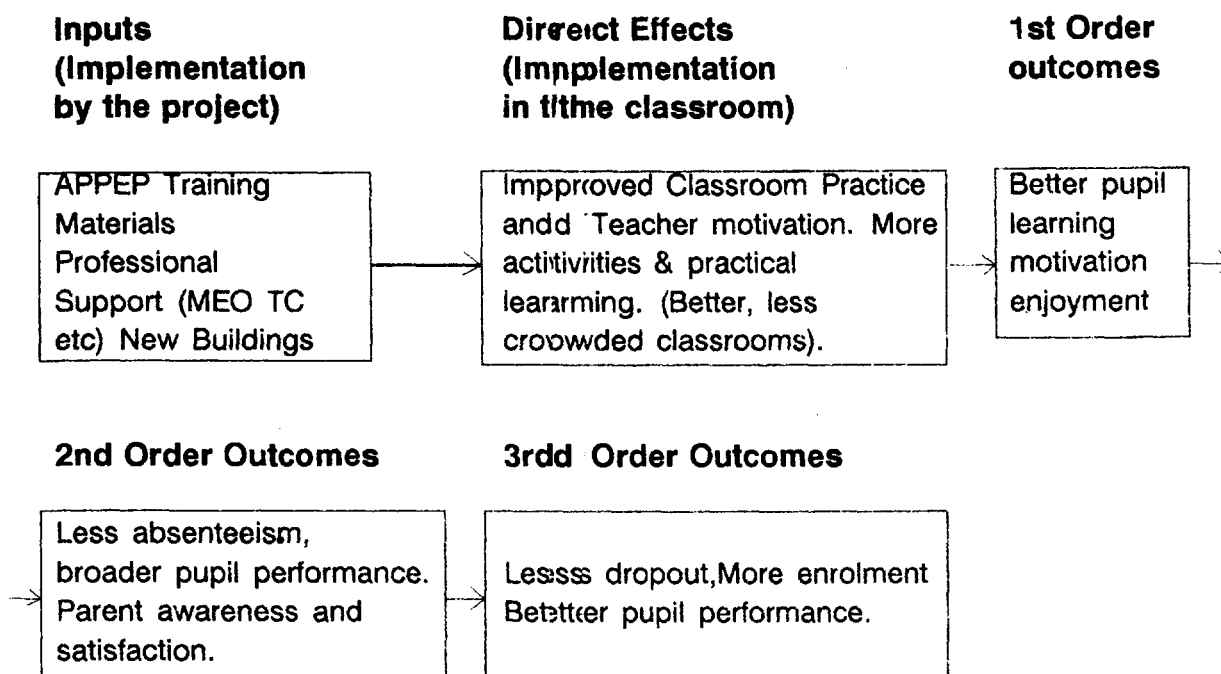 Inputs
(Implementation
by the project)
APPEP Training
Materials
Professional
Support (MEO TC
etc) New Buildings
Direct Effects
(Implementation
in the classroom)
Improved Classroom Practice
and Teacher motivation. More
activities & practical
learning. (Better, less
crowded classrooms).
1st Order
outcomes
Better pupil
learning
motivation
enjoyment
2nd Order Outcomes
Less absenteeism,
broader pupil performance.
Parent awareness and
satisfaction.
3rd Order Outcomes
Less dropout,More enrolment
Better pupil performance.